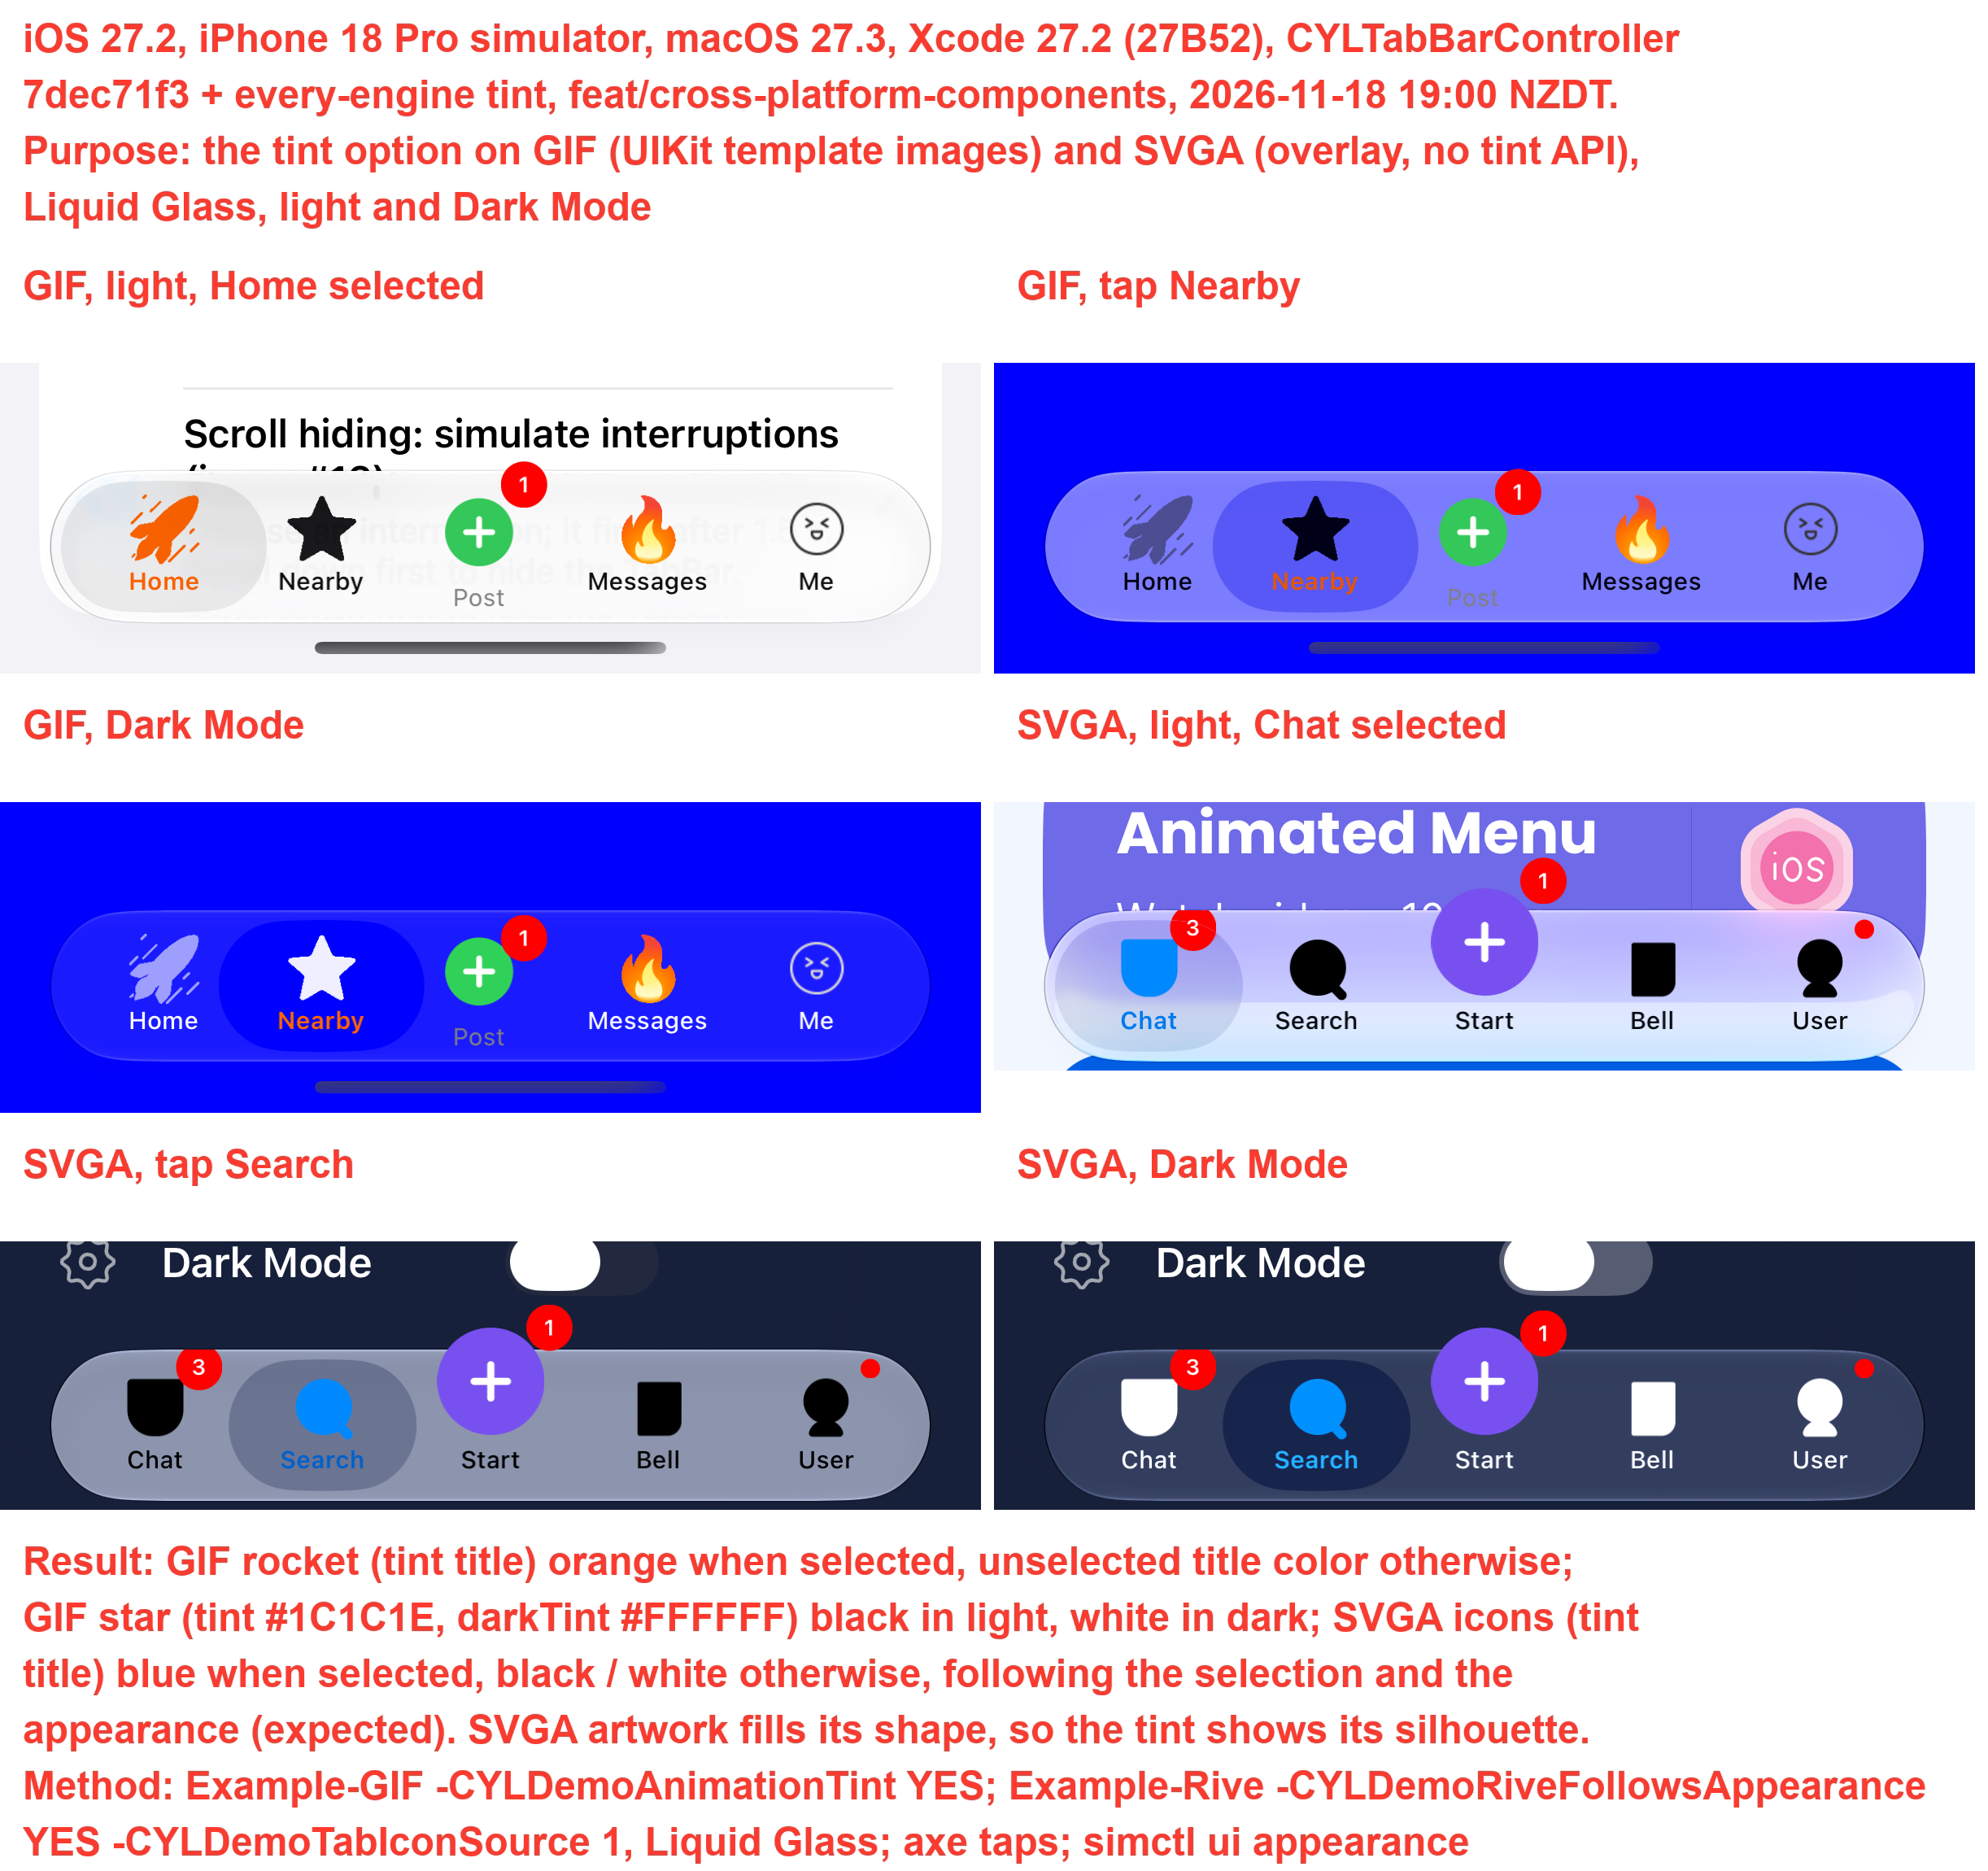 iOS 27.2, iPhone 18 Pro simulator, macOS 27.3, Xcode 27.2 (27B52), CYLTabBarController
7dec71f3 + every-engine tint, feat/cross-platform-components, 2026-11-18 19:00 NZDT.
Purpose: the tint option on GIF (UIKit template images) and SVGA (overlay, no tint API),
Liquid Glass, light and Dark Mode
GIF, light, Home selected
Scroll hiding: simulate interruptions
1
Home
Nearby
Post
Messages
Me
GIF, tap Nearby
1
Home
Nearby
Post
Messages
Me
GIF, Dark Mode
1
Home
Nearby
Post
Messages
Me
SVGA, light, Chat selected
Animated Menu
iOS
1
3
Chat
Search
Start
Bell
User
SVGA, tap Search
Dark Mode
1
3
Chat
Search
Start
Bell
User
SVGA, Dark Mode
Dark Mode
1
3
Chat
Search
Start
Bell
User
Result: GIF rocket (tint title) orange when selected, unselected title color otherwise;
GIF star (tint #1C1C1E, darkTint #FFFFFF) black in light, white in dark; SVGA icons (tint
title) blue when selected, black / white otherwise, following the selection and the
appearance (expected). SVGA artwork fills its shape, so the tint shows its silhouette.
Method: Example-GIF -CYLDemoAnimationTint YES; Example-Rive -CYLDemoRiveFollowsAppearance
YES -CYLDemoTabIconSource 1, Liquid Glass; axe taps; simctl ui appearance